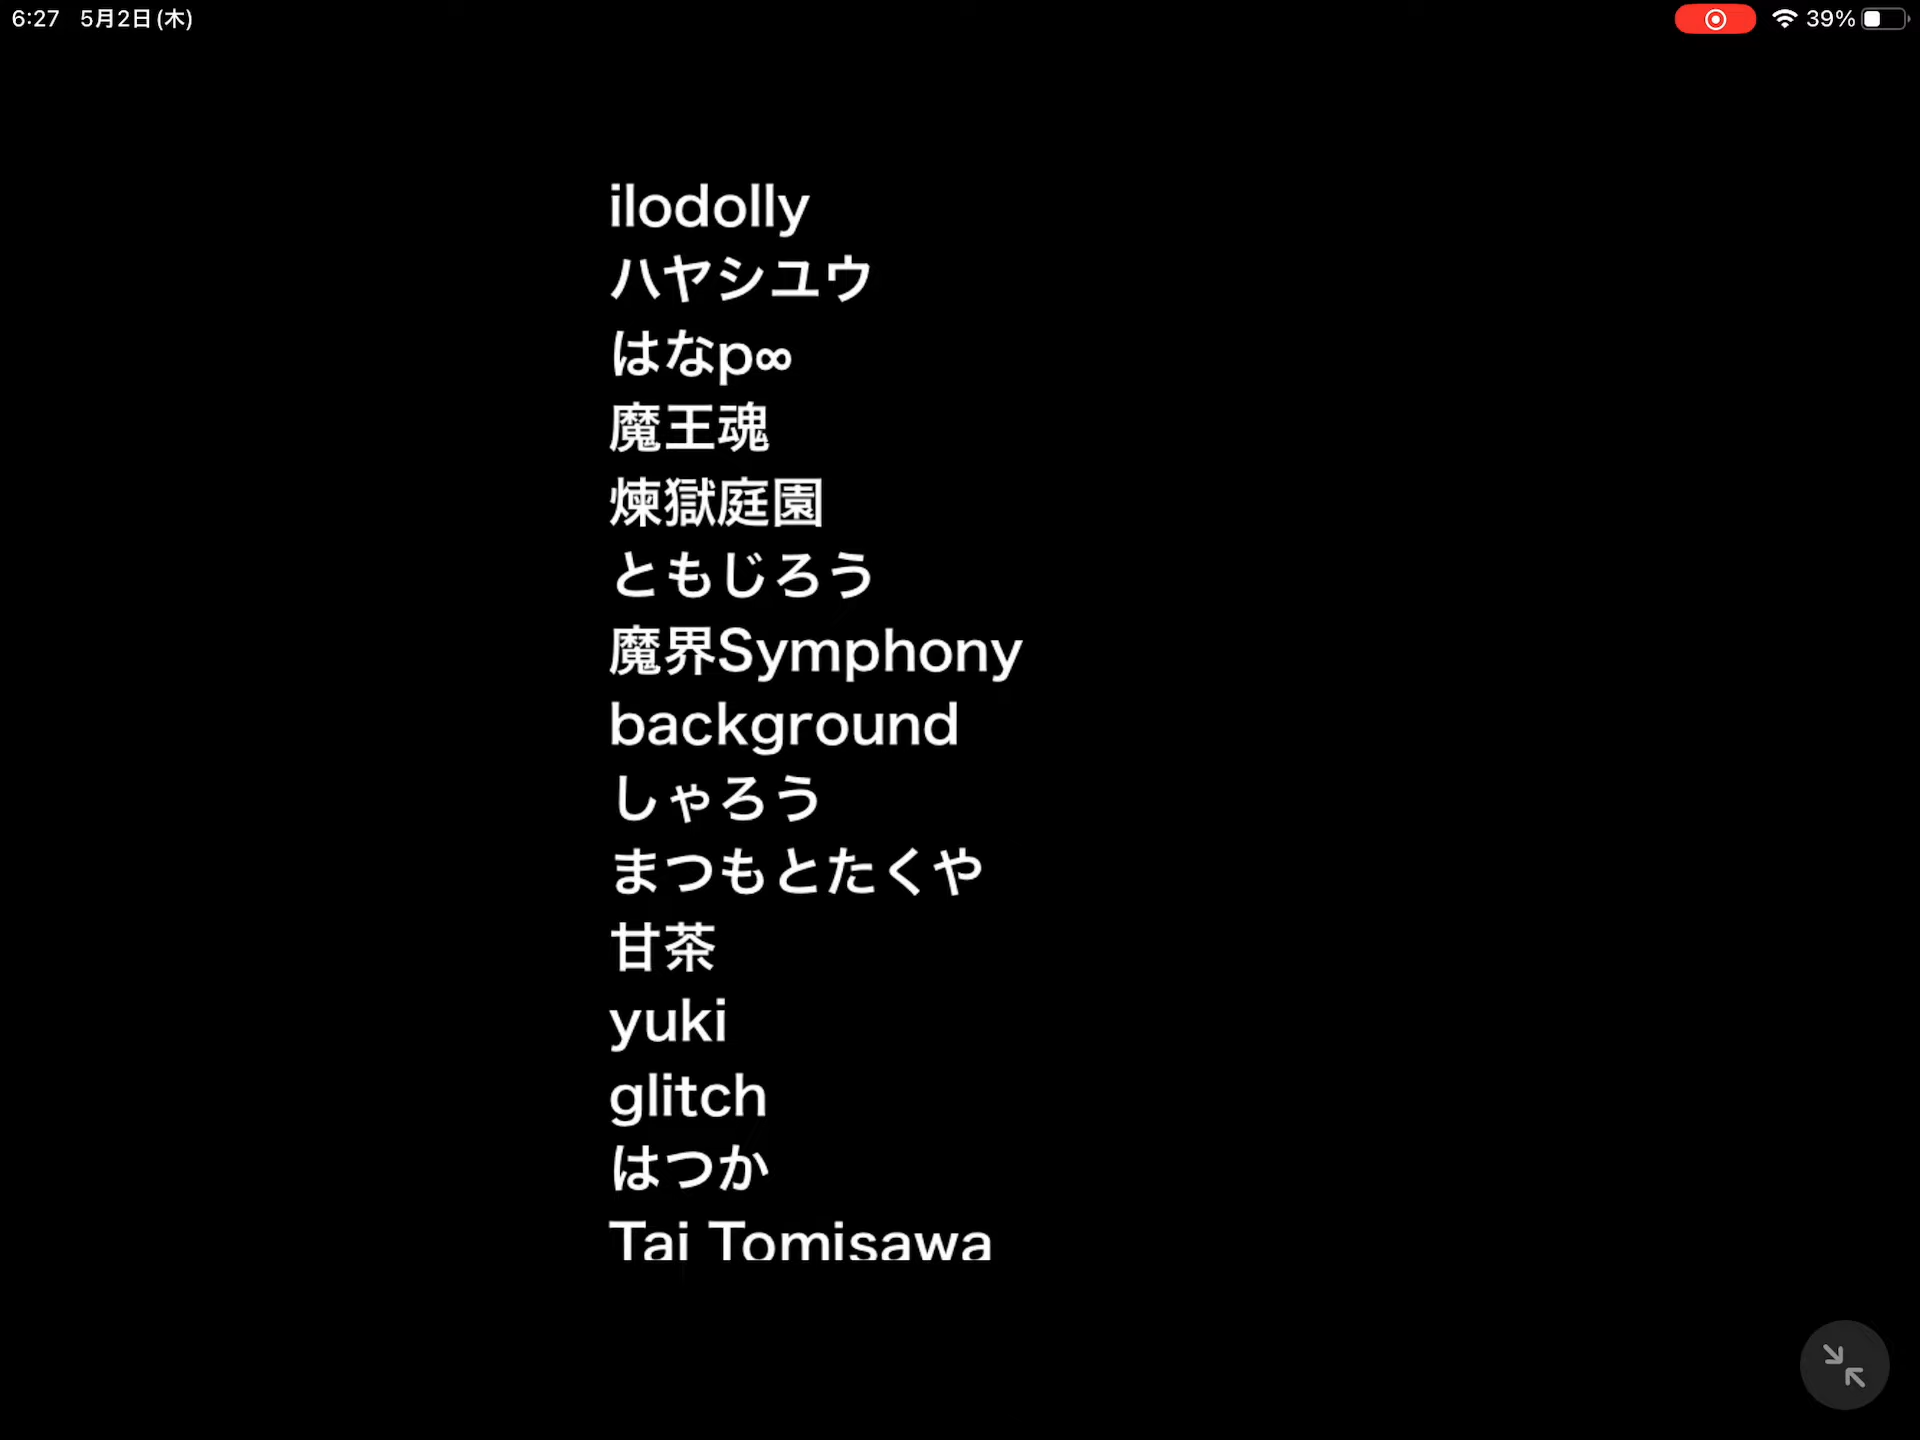 6:27 5月2日(木) 39%
ilodolly
ハヤシユウ
はなp∞
魔王魂
煉獄庭園
ともじろう
魔界Symphony
background
しゃろう
まつもとたくや
甘茶
yuki
glitch
はつか
Tai Tomisawa